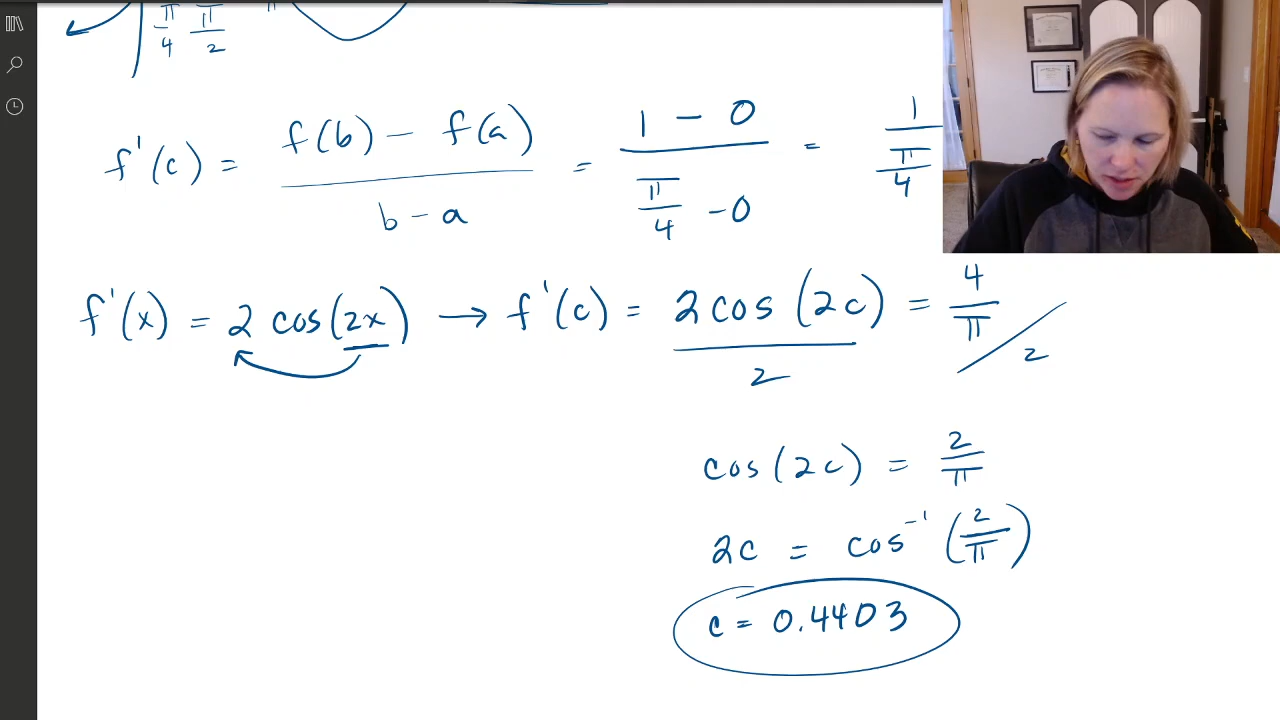 π/4 π/2 π
f'(c) = (f(b) - f(a))/(b - a) = (1 - 0)/(π/4 - 0) = 1/(π/4)
f'(x) = 2 cos(2x) → f'(c) = 2 cos (2c)/2 = 4/π / 2
cos(2c) = 2/π
2c = cos⁻¹ (2/π)
c = 0.4403